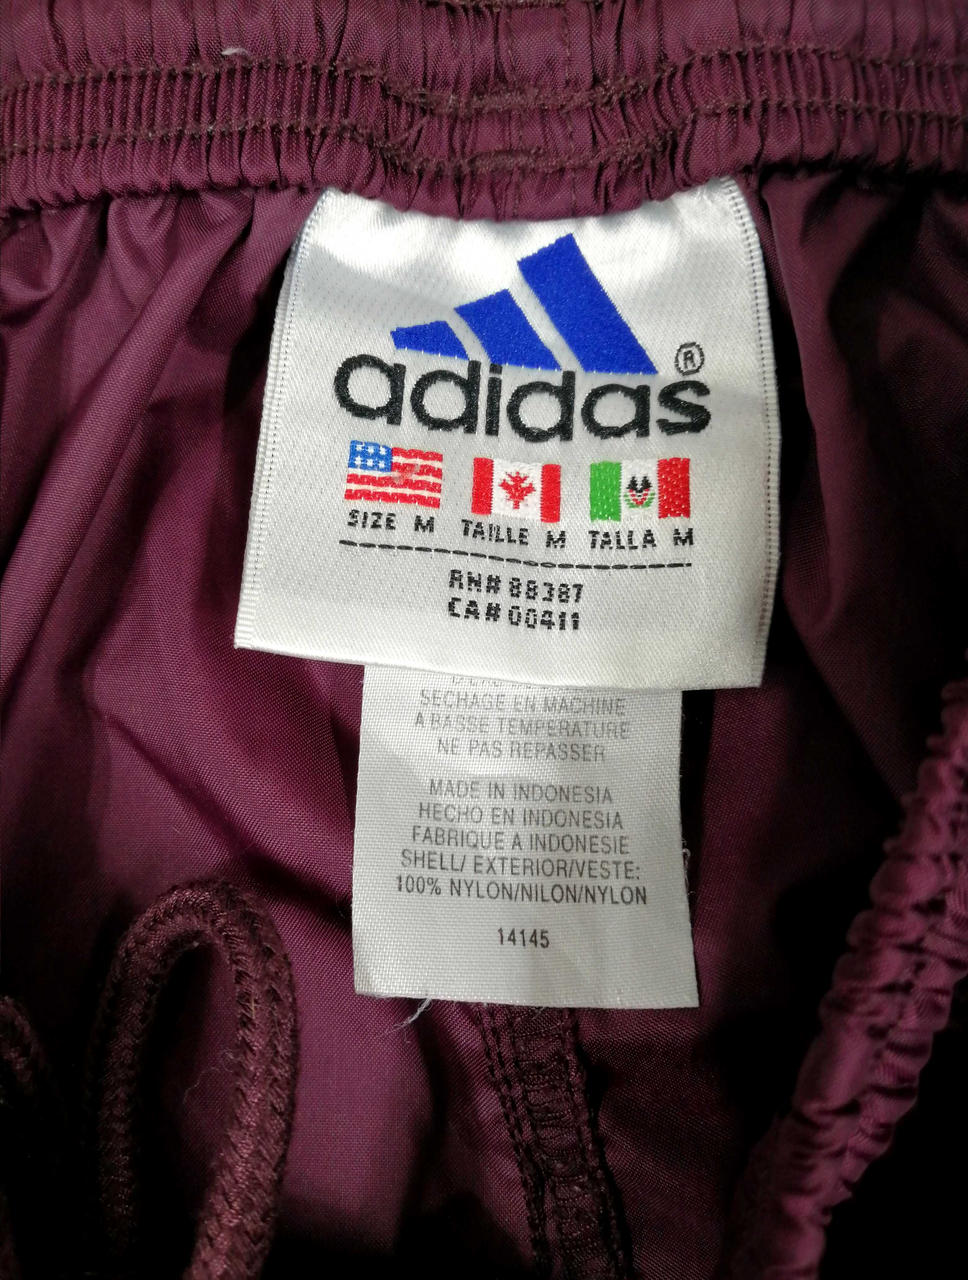 adidas®
SIZE M TAILLE M TALLA M
RN# 88387
CA# 00411
SECHAGE EN MACHINE
A BASSE TEMPERATURE
NE PAS REPASSER
MADE IN INDONESIA
HECHO EN INDONESIA
FABRIQUE A INDONESIE
SHELL/ EXTERIOR/VESTE:
100% NYLON/NILON/NYLON
14145